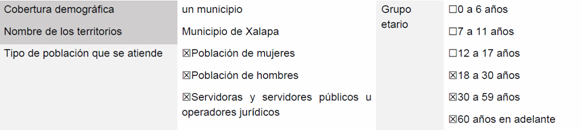 Cobertura demográfica
un municipio
Grupo etario
☐0 a 6 años
Nombre de los territorios
Municipio de Xalapa
☐7 a 11 años
Tipo de población que se atiende
☒Población de mujeres
☐12 a 17 años
☒Población de hombres
☒18 a 30 años
☒Servidoras y servidores públicos u
operadores jurídicos
☒30 a 59 años
☒60 años en adelante